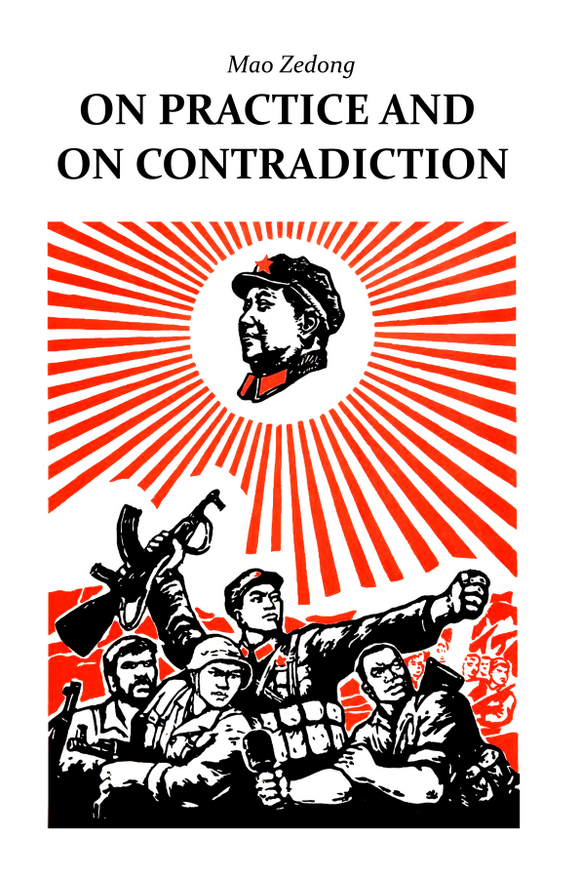 Mao Zedong
ON PRACTICE AND
ON CONTRADICTION